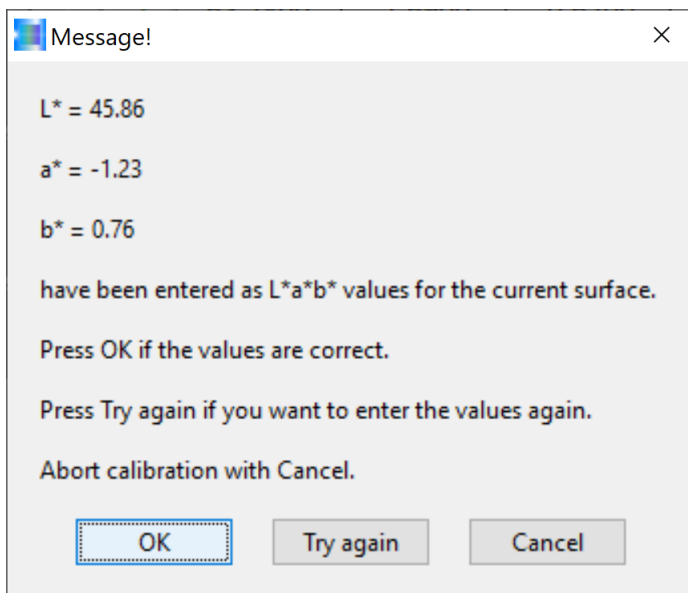 Message!
L* = 45.86
a* = -1.23
b* = 0.76
have been entered as L*a*b* values for the current surface.
Press OK if the values are correct.
Press Try again if you want to enter the values again.
Abort calibration with Cancel.
OK
Try again
Cancel